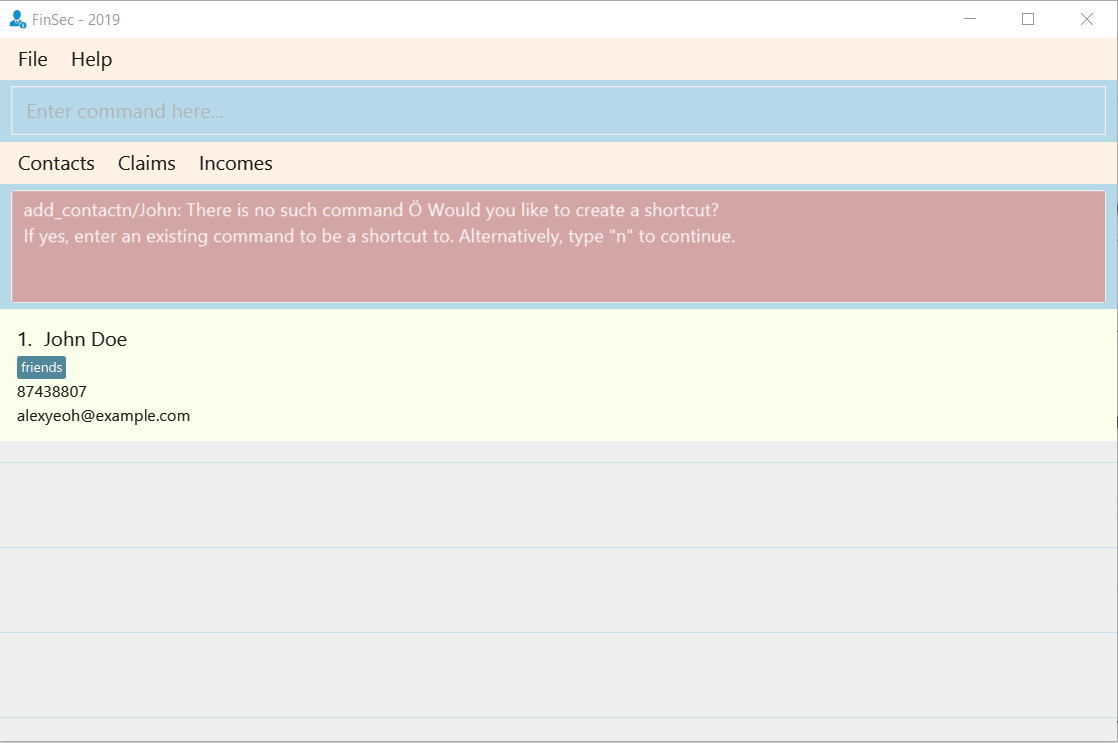 FinSec - 2019
File Help
Enter command here...
Contacts Claims Incomes
add_contactn/John: There is no such command Ö Would you like to create a shortcut?
If yes, enter an existing command to be a shortcut to. Alternatively, type "n" to continue.
1. John Doe
friends
87438807
alexyeoh@example.com